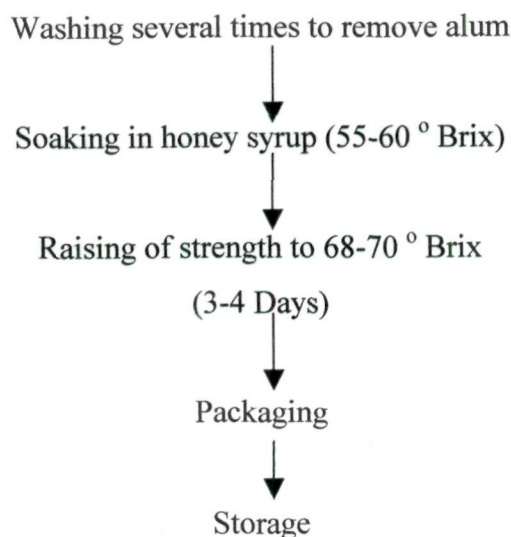 Washing several times to remove alum
Soaking in honey syrup (55-60 ° Brix)
Raising of strength to 68-70 ° Brix
(3-4 Days)
Packaging
Storage